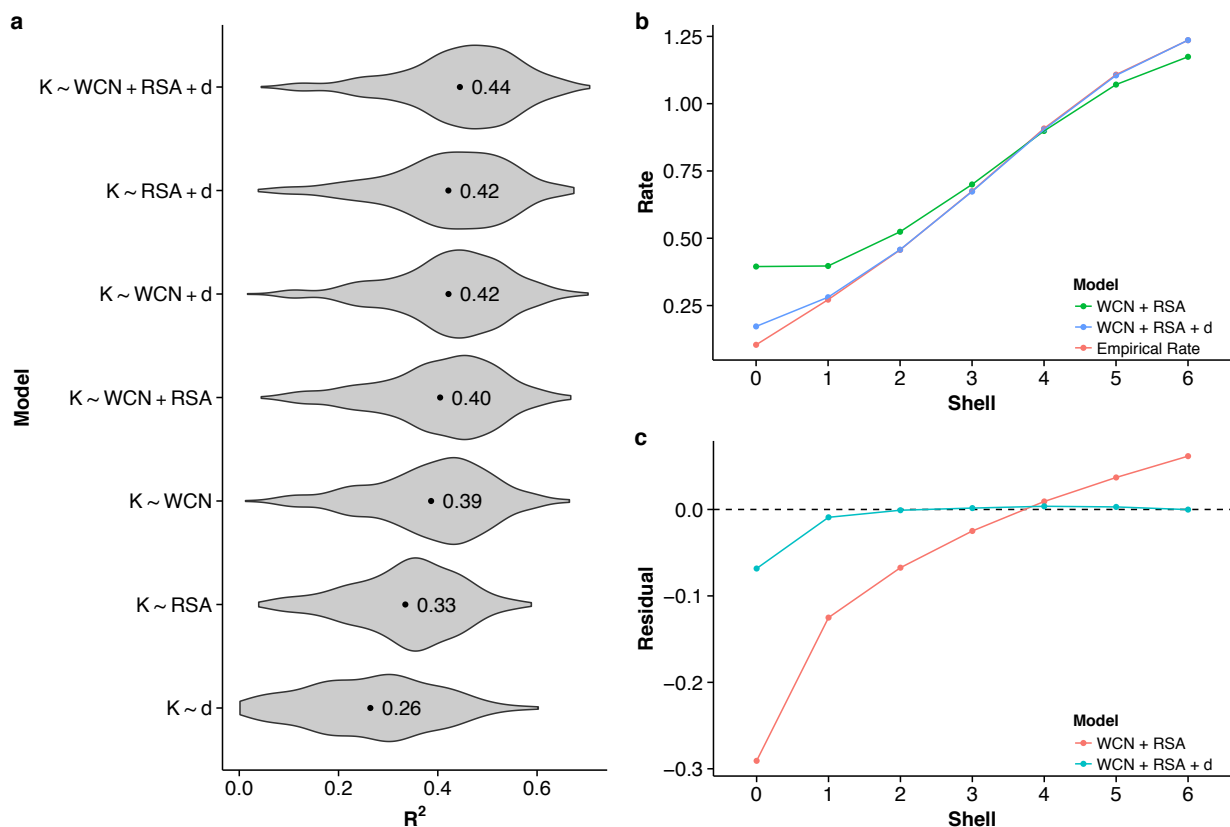 a
Model
K ~ WCN + RSA + d
0.44
K ~ RSA + d
0.42
K ~ WCN + d
0.42
K ~ WCN + RSA
0.40
K ~ WCN
0.39
K ~ RSA
0.33
K ~ d
0.26
0.0 0.2 0.4 0.6
R²
b
Rate
1.25
1.00
0.75
0.50
0.25
Model
WCN + RSA
WCN + RSA + d
Empirical Rate
0 1 2 3 4 5 6
Shell
c
Residual
0.0
−0.1
−0.2
−0.3
Model
WCN + RSA
WCN + RSA + d
0 1 2 3 4 5 6
Shell